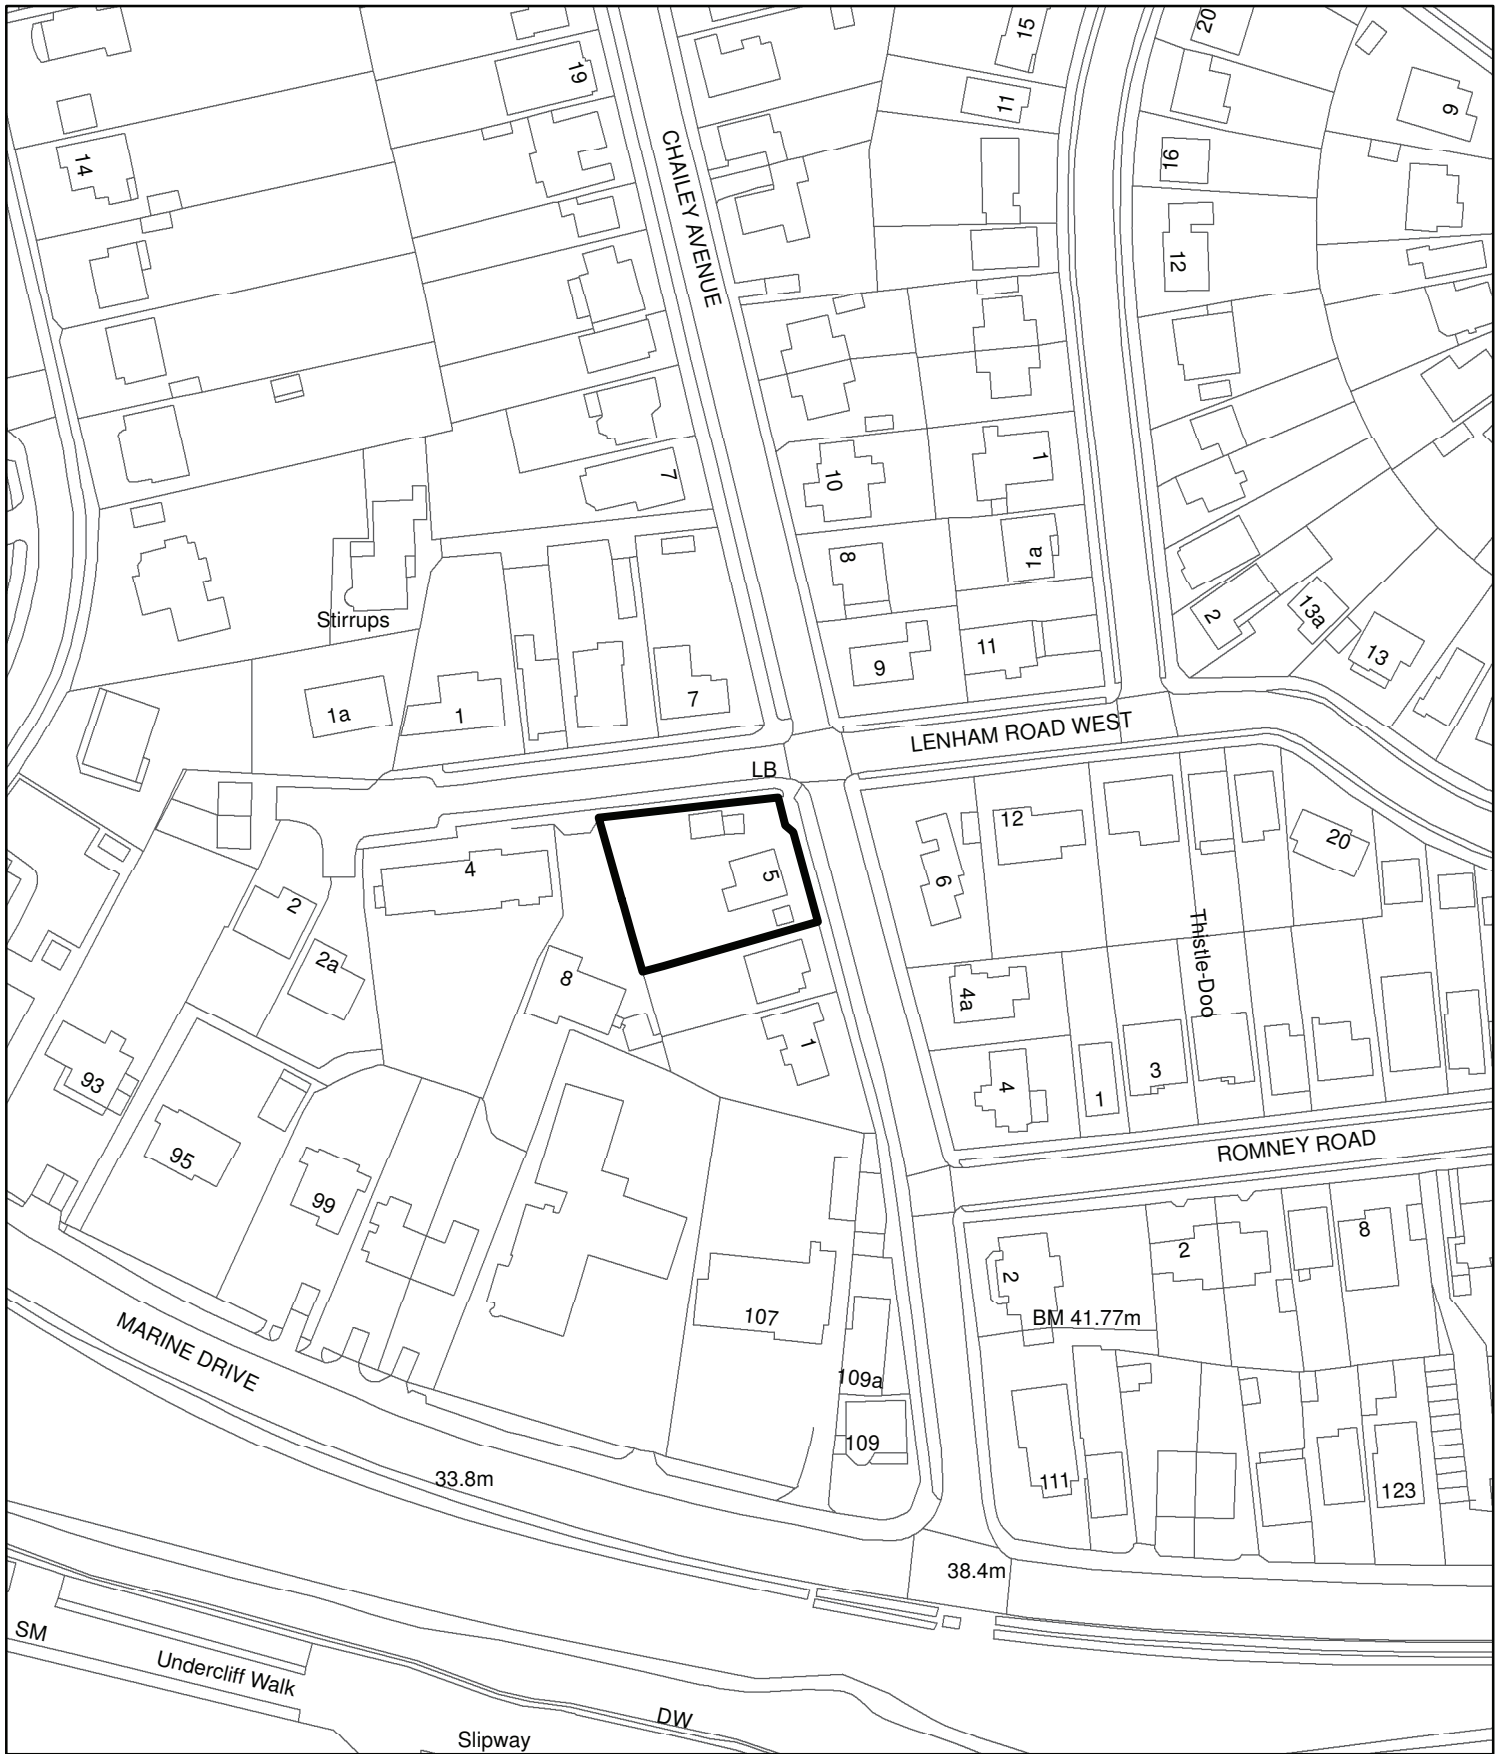 15
20
19
11
9
14
CHAILEY AVENUE
16
12
7
10
1
8
1a
Stirrups
2
13a
13
9
11
1a
1
7
LENHAM ROAD WEST
LB
12
20
4
5
6
2
2a
Thistle-Doo
8
4a
1
93
3
4
1
95
ROMNEY ROAD
99
8
2
2
107
BM 41.77m
MARINE DRIVE
109a
109
33.8m
111
123
38.4m
SM
Undercliff Walk
DW
Slipway